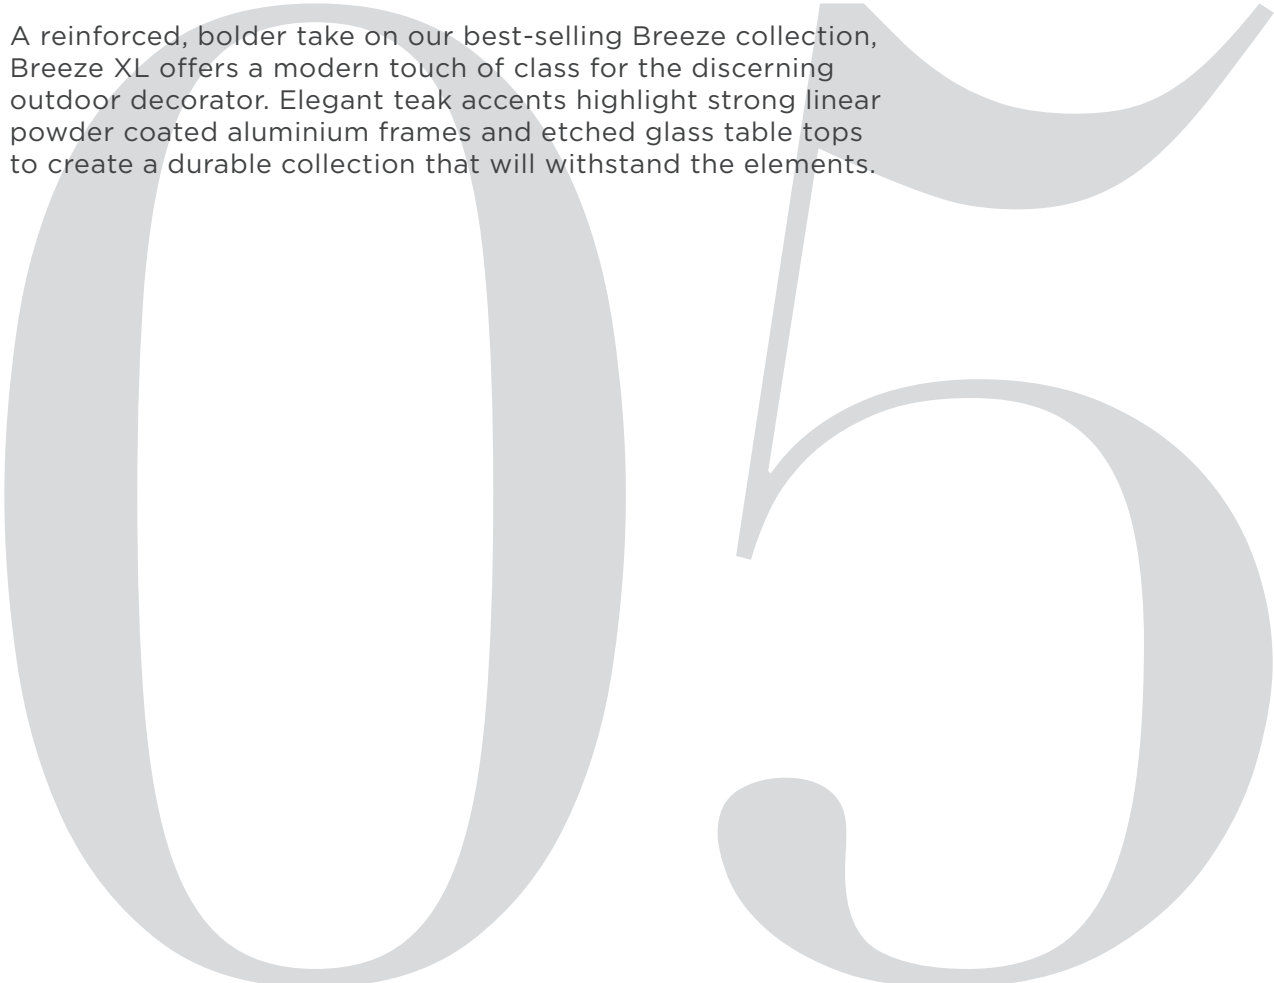 A reinforced, bolder take on our best-selling Breeze collection,
Breeze XL offers a modern touch of class for the discerning
outdoor decorator. Elegant teak accents highlight strong linear
powder coated aluminium frames and etched glass table tops
to create a durable collection that will withstand the elements.
05